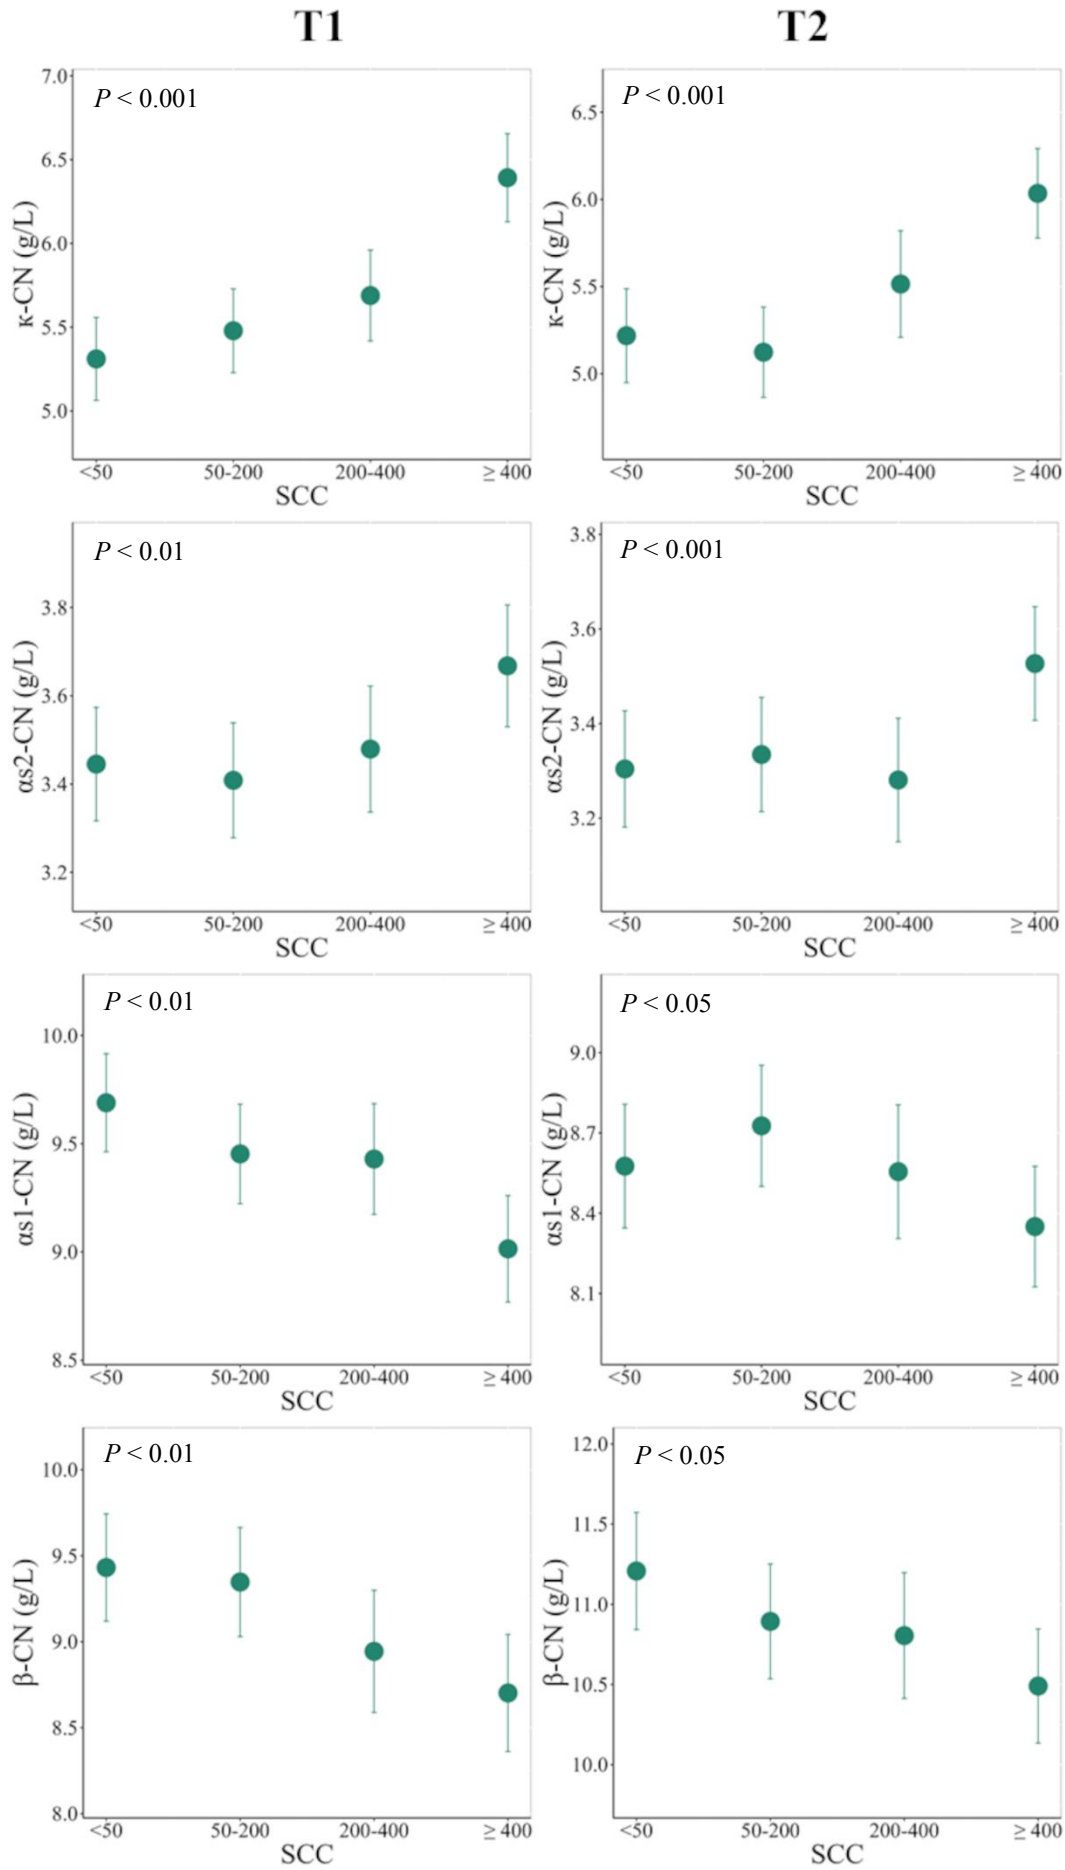 T1 T2
P < 0.001
7.0
6.5
6.0
5.5
5.0
κ-CN (g/L)
<50 50-200 200-400 ≥ 400
SCC
P < 0.001
6.5
6.0
5.5
5.0
κ-CN (g/L)
<50 50-200 200-400 ≥ 400
SCC
P < 0.01
3.8
3.6
3.4
3.2
αs2-CN (g/L)
<50 50-200 200-400 ≥ 400
SCC
P < 0.001
3.8
3.6
3.4
3.2
αs2-CN (g/L)
<50 50-200 200-400 ≥ 400
SCC
P < 0.01
10.0
9.5
9.0
8.5
αs1-CN (g/L)
<50 50-200 200-400 ≥ 400
SCC
P < 0.05
9.0
8.7
8.4
8.1
αs1-CN (g/L)
<50 50-200 200-400 ≥ 400
SCC
P < 0.01
10.0
9.5
9.0
8.5
8.0
β-CN (g/L)
<50 50-200 200-400 ≥ 400
SCC
P < 0.05
12.0
11.5
11.0
10.5
10.0
β-CN (g/L)
<50 50-200 200-400 ≥ 400
SCC